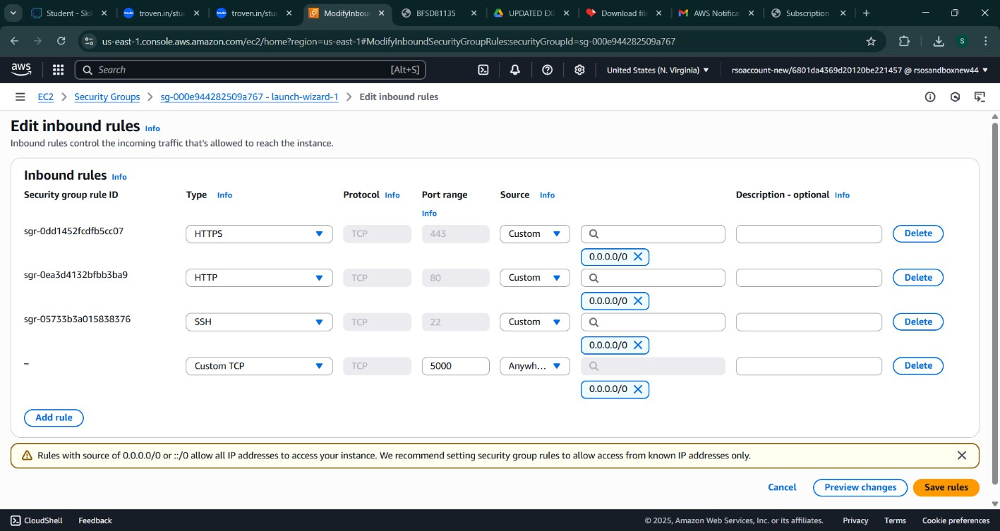 Student - Skil
troven.in/stuc
troven.in/stuc
ModifyInbour
BFSD81135
UPDATED EXI
Download file
AWS Notifica
Subscription
us-east-1.console.aws.amazon.com/ec2/home?region=us-east-1#ModifyInboundSecurityGroupRules:securityGroupId=sg-000e944282509a767
S
aws
Search [Alt+S]
United States (N. Virginia)
rsoaccount-new/6801da4369d20120be221457 @ rsosandboxnew44
EC2 > Security Groups > sg-000e944282509a767 - launch-wizard-1 > Edit inbound rules
Edit inbound rules Info
Inbound rules control the incoming traffic that's allowed to reach the instance.
Inbound rules Info
Security group rule ID Type Info Protocol Info Port range Source Info Description - optional Info
Info
sgr-0dd1452fcdfb5cc07 HTTPS TCP 443 Custom Delete
0.0.0.0/0
sgr-0ea3d4132bfbb3ba9 HTTP TCP 80 Custom Delete
0.0.0.0/0
sgr-05733b3a015838376 SSH TCP 22 Custom Delete
0.0.0.0/0
– Custom TCP TCP 5000 Anywh... Delete
0.0.0.0/0
Add rule
Rules with source of 0.0.0.0/0 or ::/0 allow all IP addresses to access your instance. We recommend setting security group rules to allow access from known IP addresses only.
Cancel Preview changes Save rules
CloudShell Feedback © 2025, Amazon Web Services, Inc. or its affiliates. Privacy Terms Cookie preferences